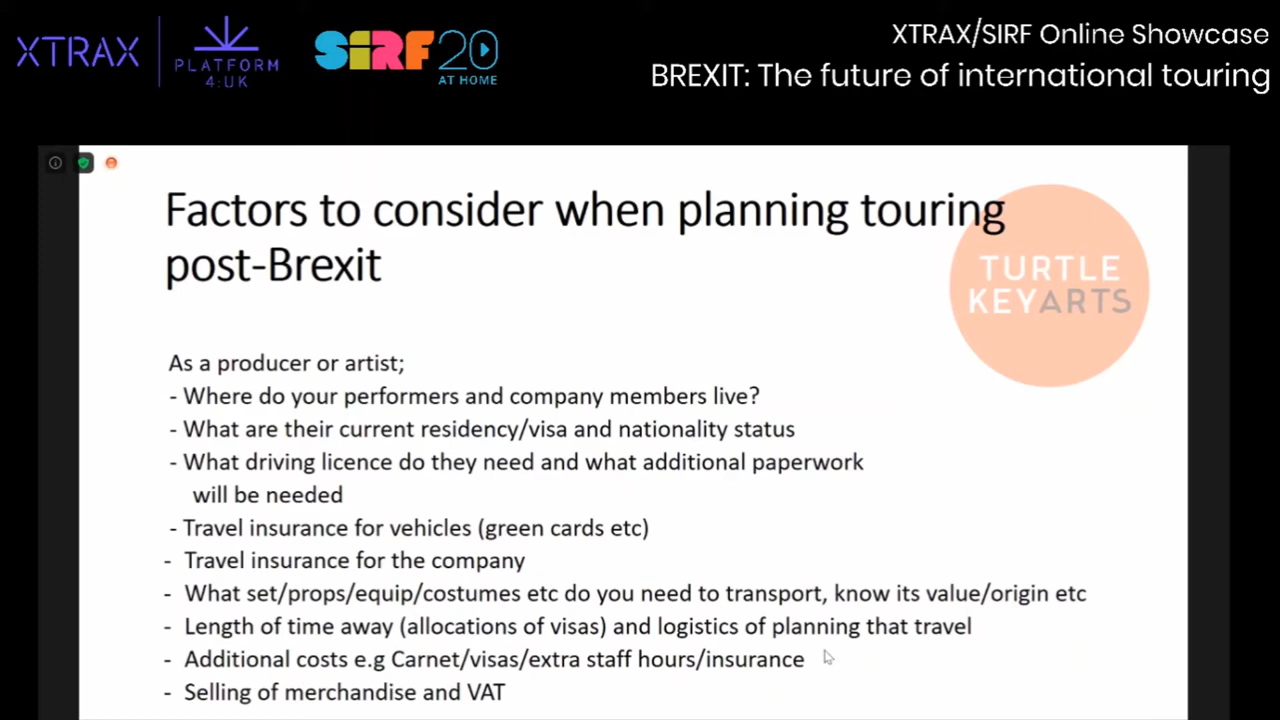 XTRAX
PLATFORM
4:UK
SIRF20
AT HOME
XTRAX/SIRF Online Showcase
BREXIT: The future of international touring
Factors to consider when planning touring
post-Brexit
TURTLE
KEYARTS
As a producer or artist;
- Where do your performers and company members live?
- What are their current residency/visa and nationality status
- What driving licence do they need and what additional paperwork
will be needed
- Travel insurance for vehicles (green cards etc)
- Travel insurance for the company
- What set/props/equip/costumes etc do you need to transport, know its value/origin etc
- Length of time away (allocations of visas) and logistics of planning that travel
- Additional costs e.g Carnet/visas/extra staff hours/insurance
- Selling of merchandise and VAT